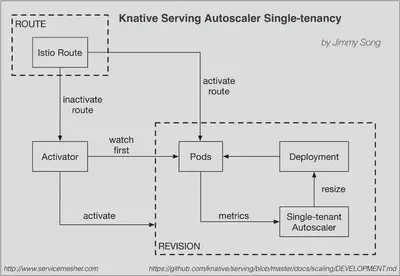 Knative Serving Autoscaler Single-tenancy
by Jimmy Song
ROUTE
Istio Route
inactivate
route
activate
route
Activator
watch
first
Pods
Deployment
activate
metrics
resize
Single-tenant
Autoscaler
REVISION
http://www.servicemesher.com
https://github.com/knative/serving/blob/master/docs/scaling/DEVELOPMENT.md